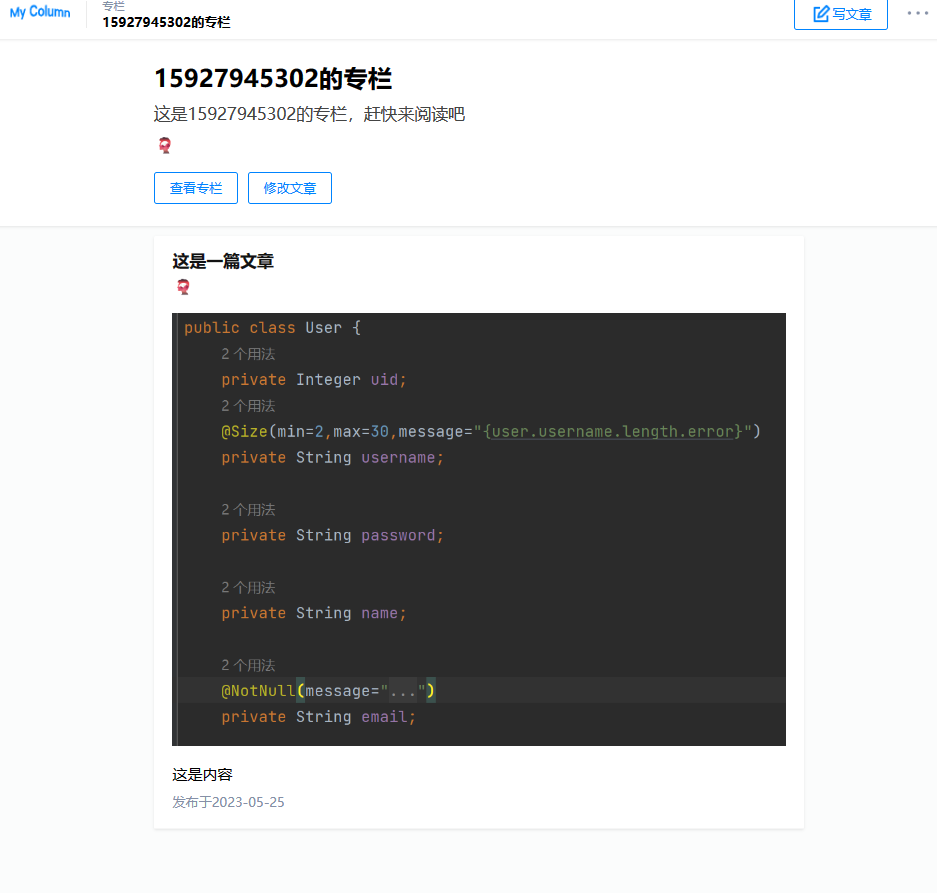 My Column
专栏
15927945302的专栏
写文章
15927945302的专栏
这是15927945302的专栏，赶快来阅读吧
查看专栏
修改文章
这是一篇文章
public class User {
2 个用法
private Integer uid;
2 个用法
@Size(min=2,max=30,message="{user.username.length.error}")
private String username;
2 个用法
private String password;
2 个用法
private String name;
2 个用法
@NotNull(message="...")
private String email;
这是内容
发布于2023-05-25